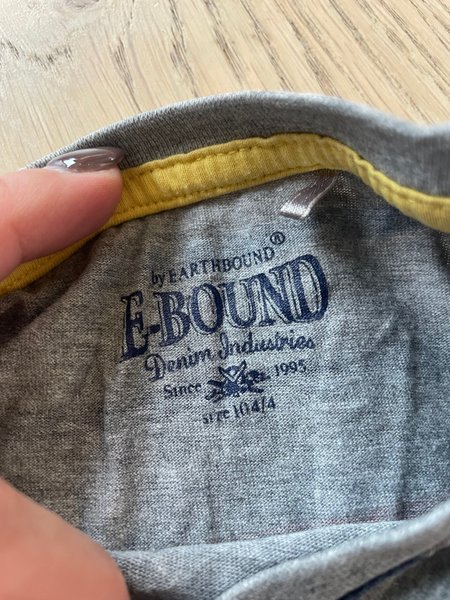 by EARTHBOUND®
E-BOUND
Denim Industries
Since 1995
size 104/4